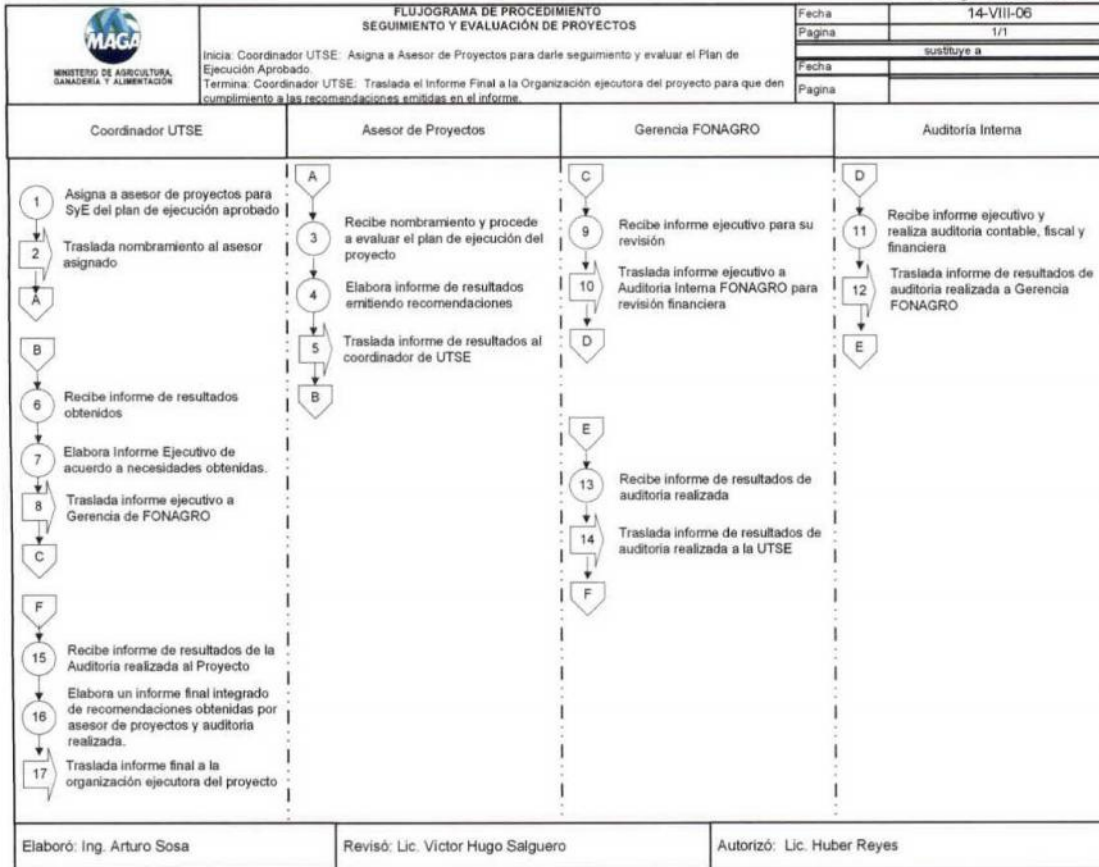 MAGA
MINISTERIO DE AGRICULTURA,
GANADERÍA Y ALIMENTACIÓN
FLUJOGRAMA DE PROCEDIMIENTO
SEGUIMIENTO Y EVALUACIÓN DE PROYECTOS
Inicia: Coordinador UTSE: Asigna a Asesor de Proyectos para darle seguimiento y evaluar el Plan de
Ejecución Aprobado.
Termina: Coordinador UTSE: Traslada el Informe Final a la Organización ejecutora del proyecto para que den
cumplimiento a las recomendaciones emitidas en el informe.
Fecha 14-VIII-06
Pagina 1/1
sustituye a
Fecha
Pagina
Coordinador UTSE
Asesor de Proyectos
Gerencia FONAGRO
Auditoría Interna
1
Asigna a asesor de proyectos para
SyE del plan de ejecución aprobado
2
Traslada nombramiento al asesor
asignado
A
B
6
Recibe informe de resultados
obtenidos
7
Elabora Informe Ejecutivo de
acuerdo a necesidades obtenidas.
8
Traslada informe ejecutivo a
Gerencia de FONAGRO
C
F
15
Recibe informe de resultados de la
Auditoria realizada al Proyecto
16
Elabora un informe final integrado
de recomendaciones obtenidas por
asesor de proyectos y auditoria
realizada.
17
Traslada informe final a la
organización ejecutora del proyecto
A
3
Recibe nombramiento y procede
a evaluar el plan de ejecución del
proyecto
4
Elabora informe de resultados
emitiendo recomendaciones
5
Traslada informe de resultados al
coordinador de UTSE
B
C
9
Recibe informe ejecutivo para su
revisión
10
Traslada informe ejecutivo a
Auditoria Interna FONAGRO para
revisión financiera
D
E
13
Recibe informe de resultados de
auditoria realizada
14
Traslada informe de resultados de
auditoria realizada a la UTSE
F
D
11
Recibe informe ejecutivo y
realiza auditoria contable, fiscal y
financiera
12
Traslada informe de resultados de
auditoria realizada a Gerencia
FONAGRO
E
Elaboró: Ing. Arturo Sosa
Revisó: Lic. Victor Hugo Salguero
Autorizó: Lic. Huber Reyes